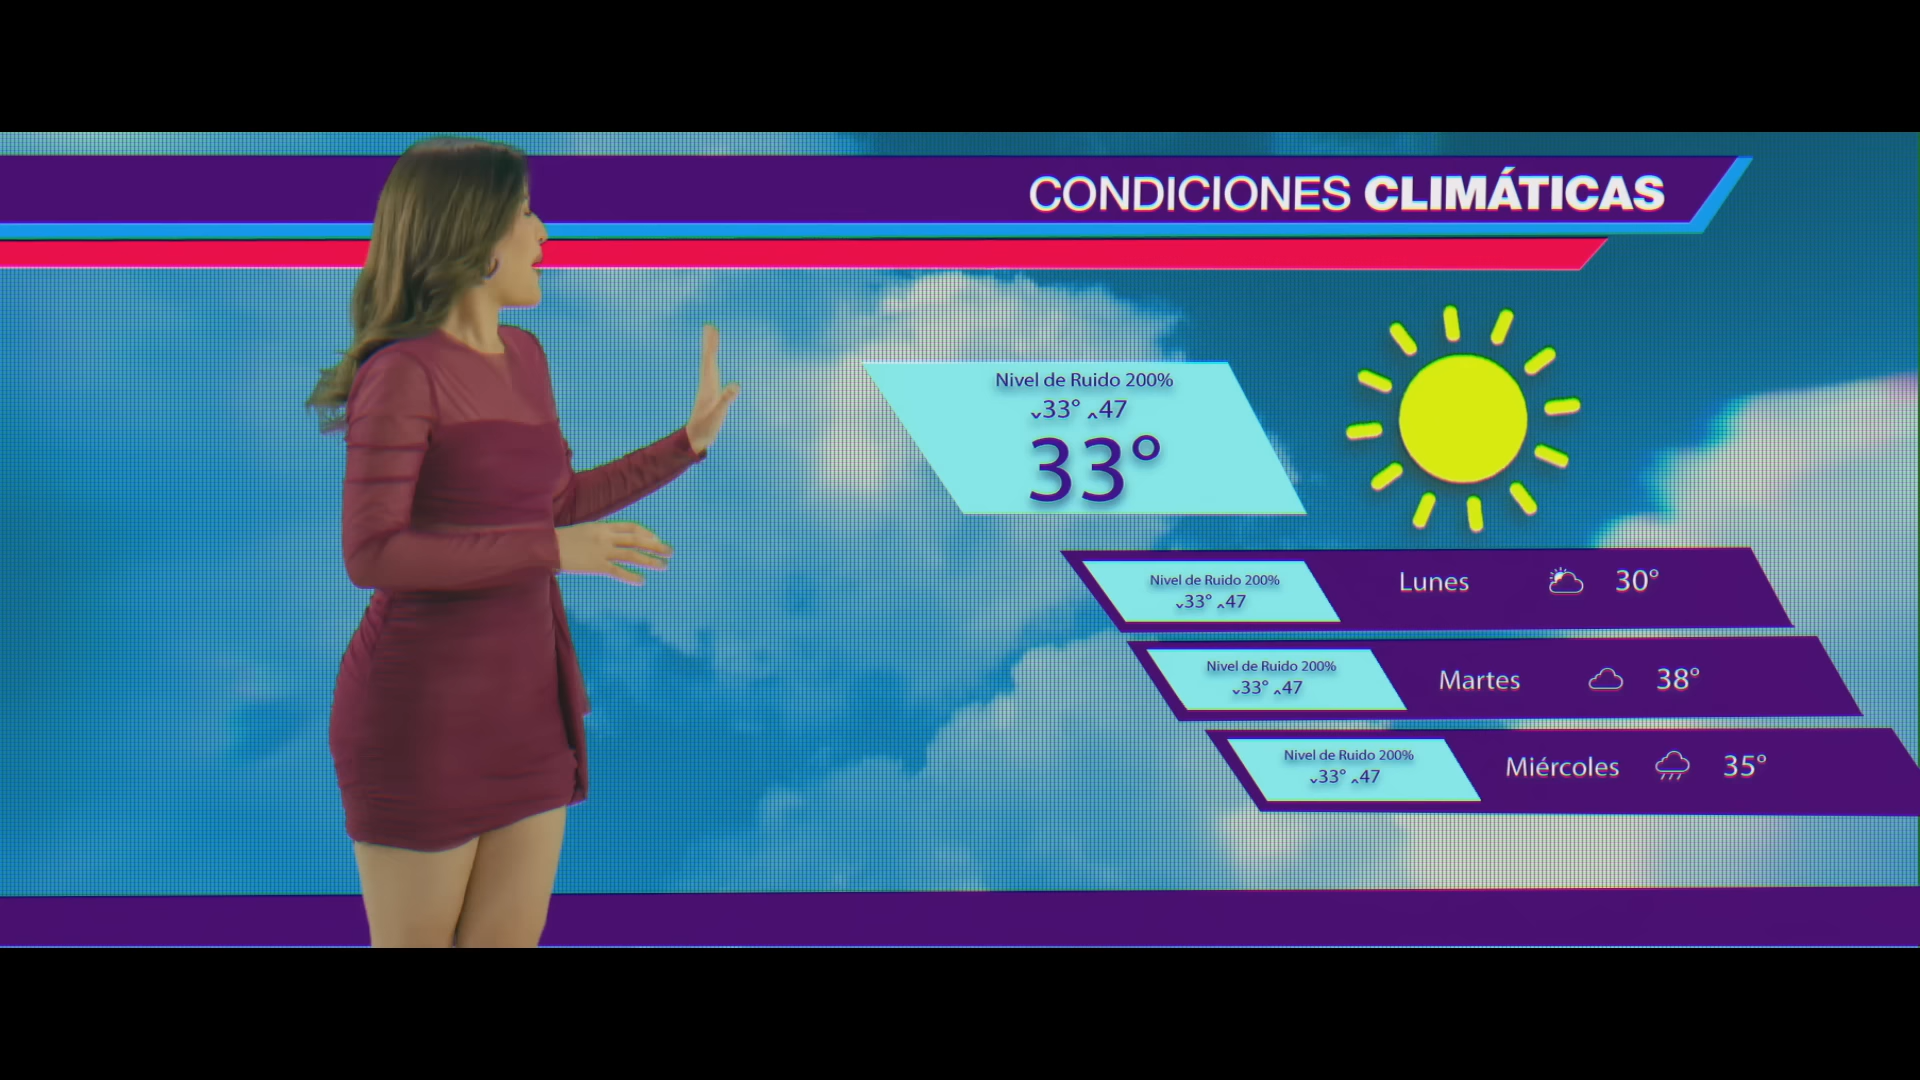 CONDICIONES CLIMÁTICAS
Nivel de Ruido 200%
⌄33° ⌃47
33°
Nivel de Ruido 200%
⌄33° ⌃47
Lunes 30°
Nivel de Ruido 200%
⌄33° ⌃47
Martes 38°
Nivel de Ruido 200%
⌄33° ⌃47
Miércoles 35°